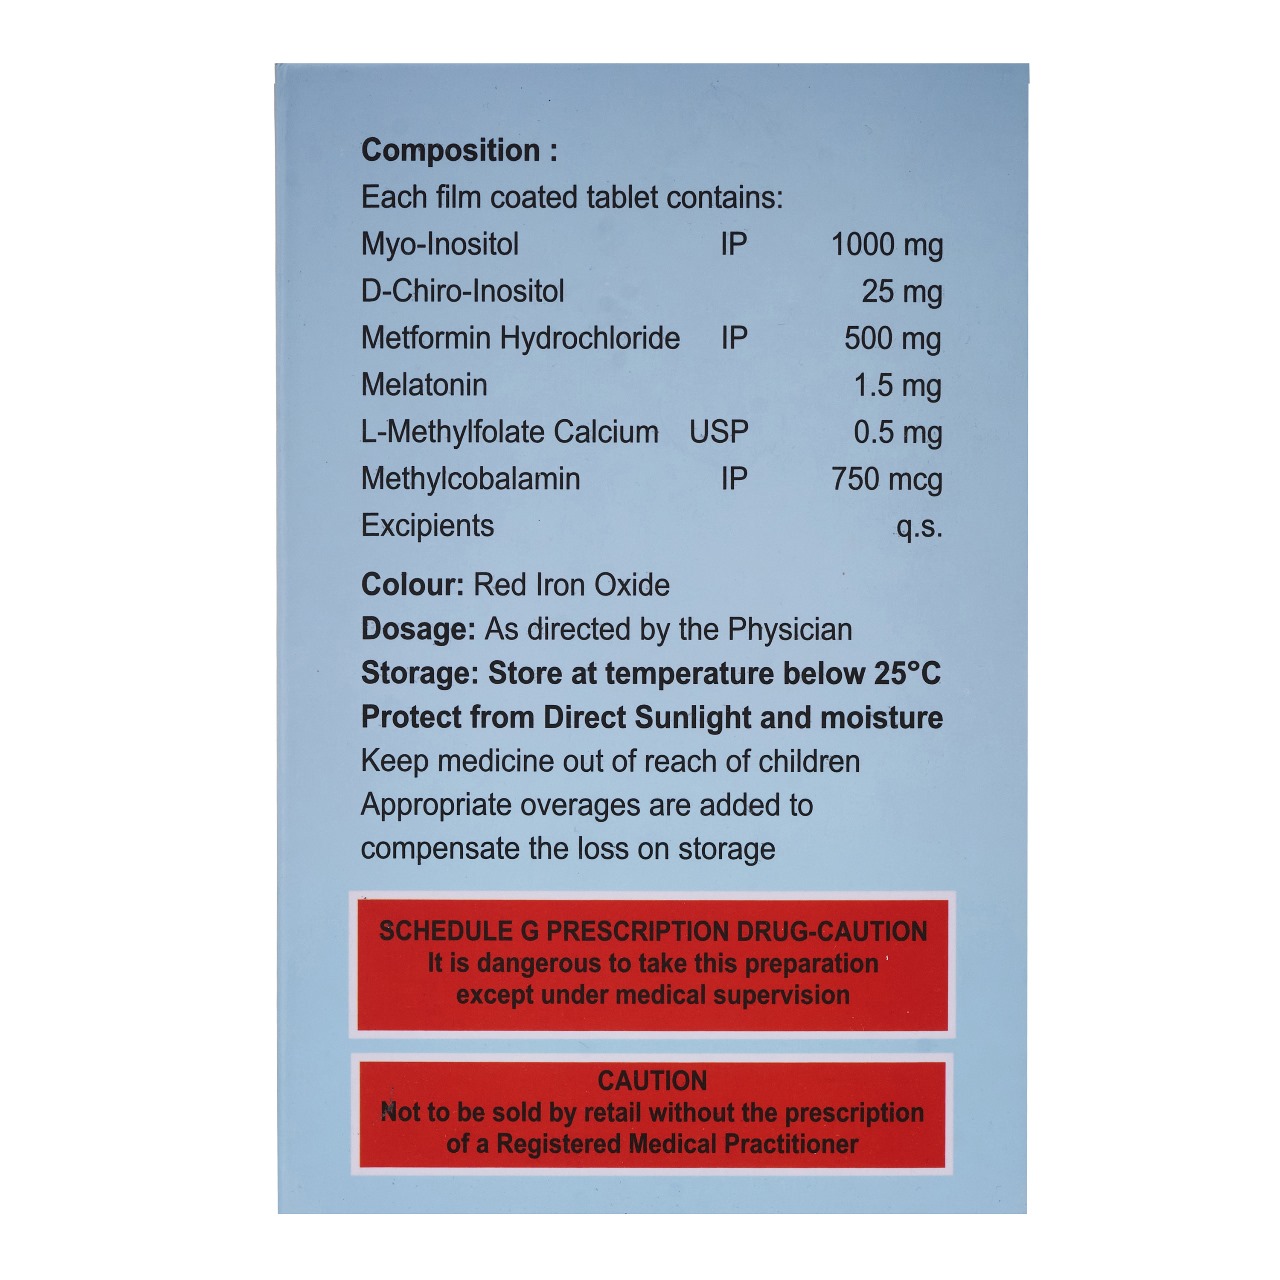 Composition :
Each film coated tablet contains:
Myo-Inositol IP 1000 mg
D-Chiro-Inositol 25 mg
Metformin Hydrochloride IP 500 mg
Melatonin 1.5 mg
L-Methylfolate Calcium USP 0.5 mg
Methylcobalamin IP 750 mcg
Excipients q.s.
Colour: Red Iron Oxide
Dosage: As directed by the Physician
Storage: Store at temperature below 25°C
Protect from Direct Sunlight and moisture
Keep medicine out of reach of children
Appropriate overages are added to
compensate the loss on storage
SCHEDULE G PRESCRIPTION DRUG-CAUTION
It is dangerous to take this preparation
except under medical supervision
CAUTION
Not to be sold by retail without the prescription
of a Registered Medical Practitioner